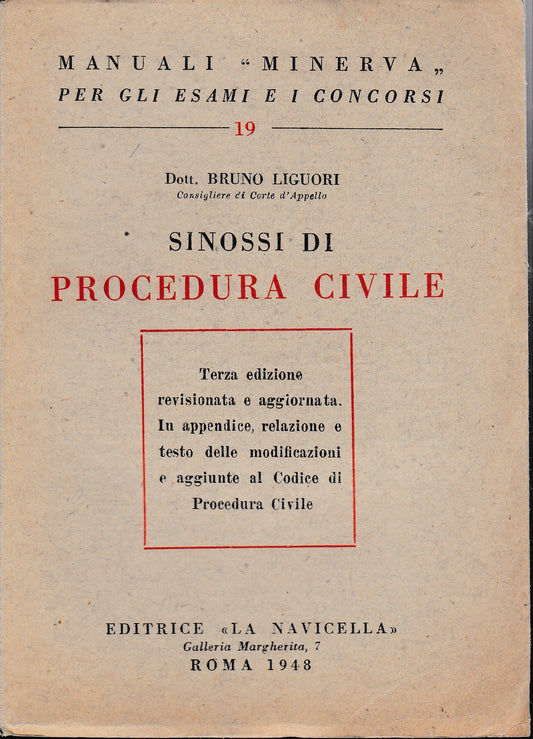 MANUALI “ MINERVA „
PER GLI ESAMI E I CONCORSI
19
Dott. BRUNO LIGUORI
Consigliere di Corte d'Appello
SINOSSI DI
PROCEDURA CIVILE
Terza edizione
revisionata e aggiornata.
In appendice, relazione e
testo delle modificazioni
e aggiunte al Codice di
Procedura Civile
EDITRICE «LA NAVICELLA»
Galleria Margherita, 7
ROMA 1948